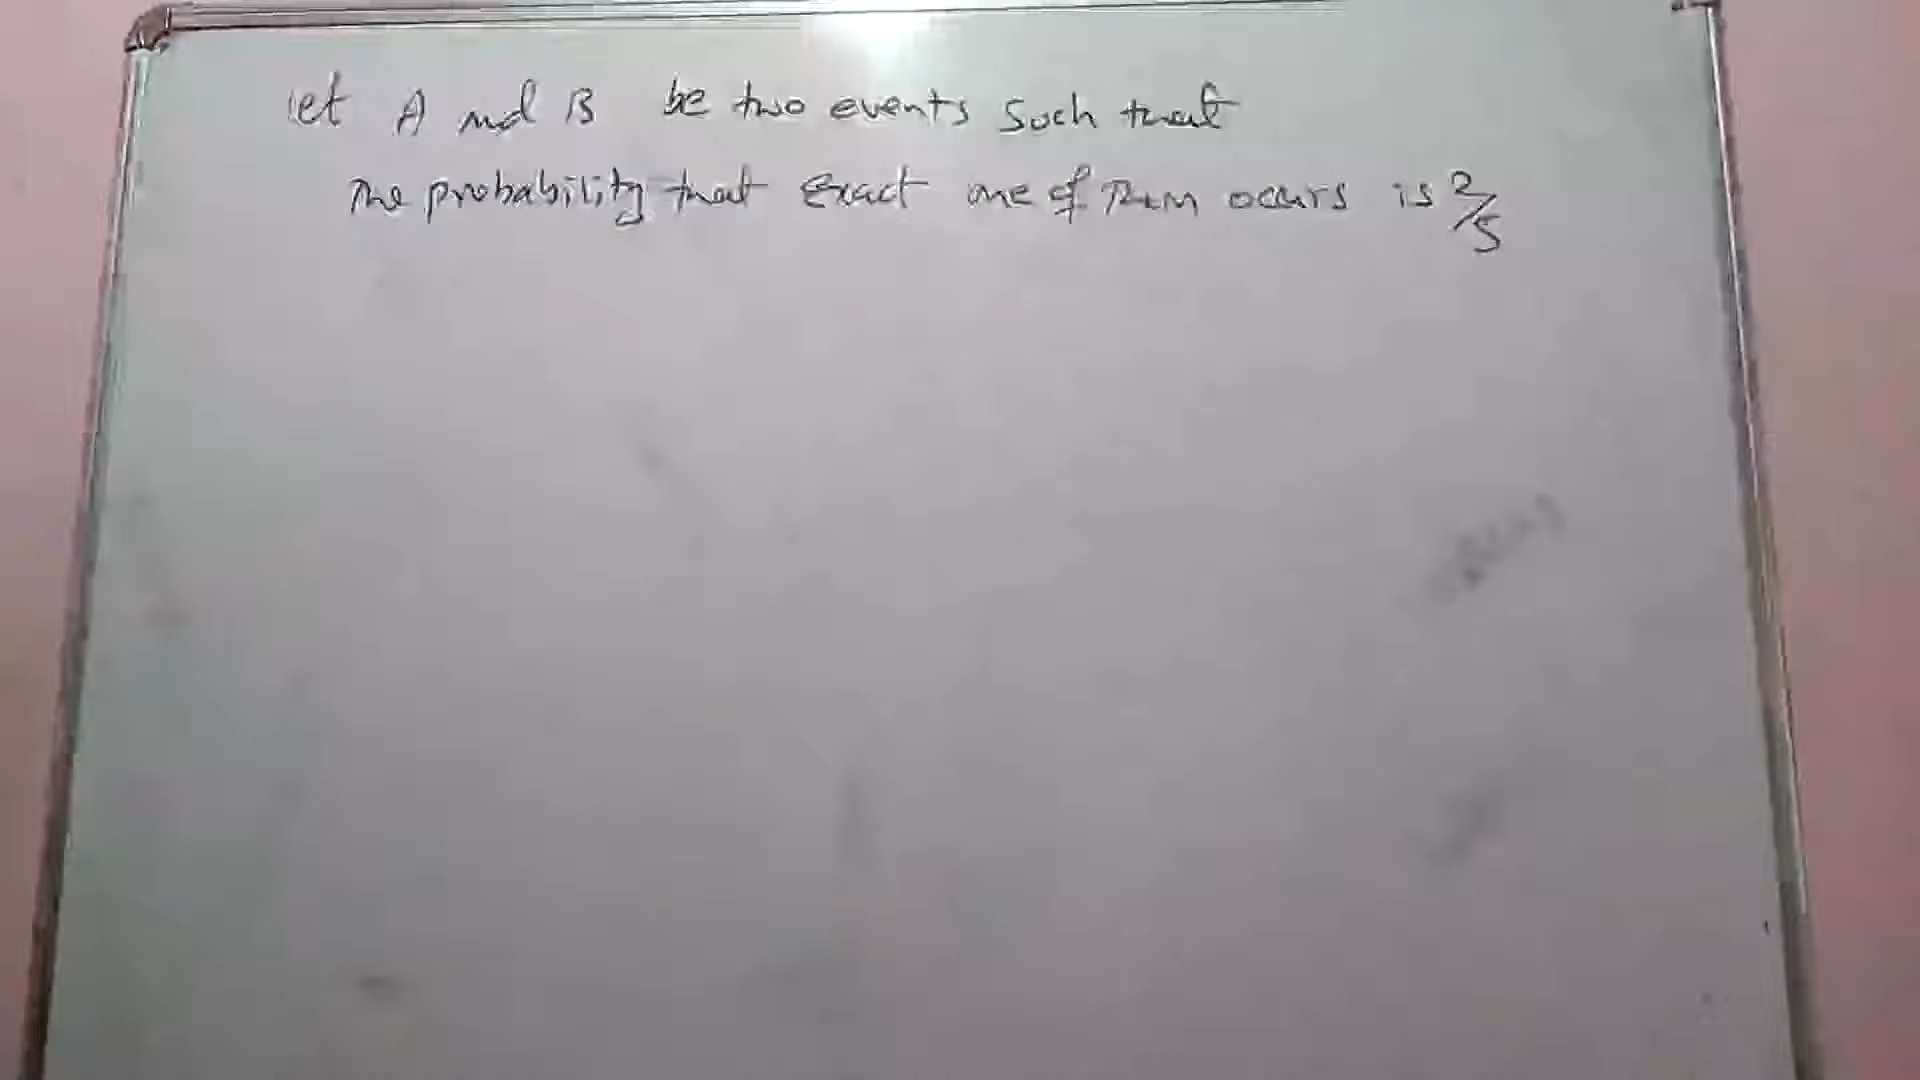 let A and B be two events such that
The probability that exact one of them occurs is 2/5